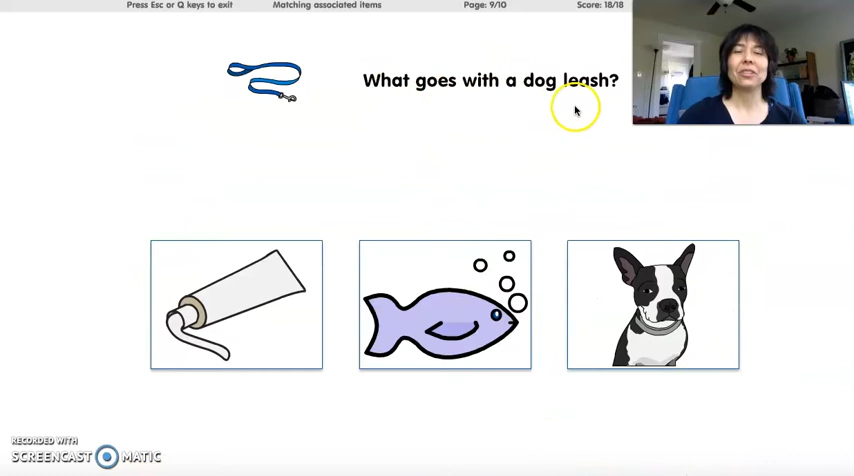 Press Esc or Q keys to exit Matching associated items Page: 9/10 Score: 18/18
What goes with a dog leash?
RECORDED WITH
SCREENCAST MATIC